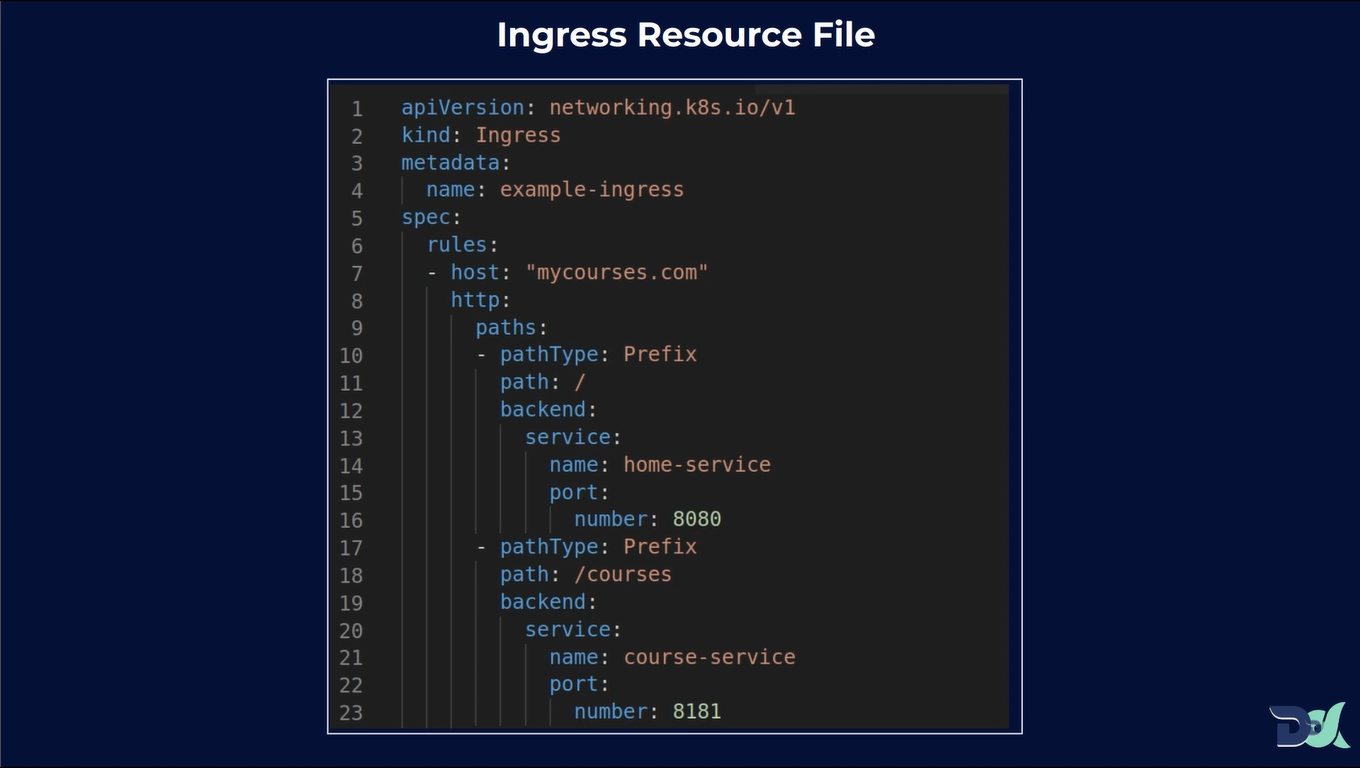 Ingress Resource File
1 apiVersion: networking.k8s.io/v1
2 kind: Ingress
3 metadata:
4   name: example-ingress
5 spec:
6   rules:
7   - host: "mycourses.com"
8     http:
9       paths:
10       - pathType: Prefix
11         path: /
12         backend:
13           service:
14             name: home-service
15             port:
16               number: 8080
17       - pathType: Prefix
18         path: /courses
19         backend:
20           service:
21             name: course-service
22             port:
23               number: 8181